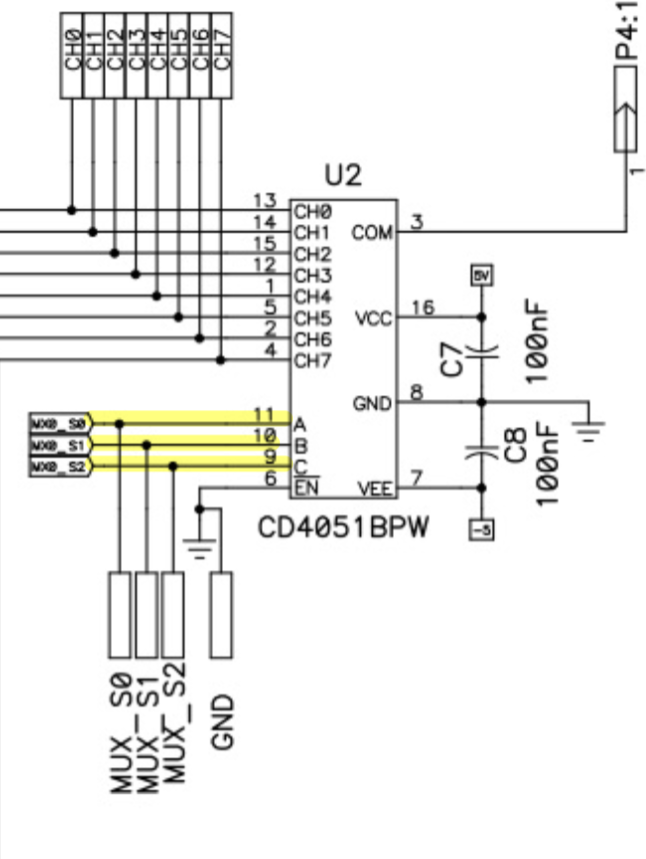 CH0 CH1 CH2 CH3 CH4 CH5 CH6 CH7
P4:1
1
U2
13 CH0
14 CH1
15 CH2
12 CH3
1 CH4
5 CH5
2 CH6
4 CH7
COM 3
5V
VCC 16
C7 100nF
GND 8
C8 100nF
MX0_S0 11 A
MX0_S1 10 B
MX0_S2 9 C
6 EN
VEE 7
-5
CD4051BPW
MUX_S0
MUX_S1
MUX_S2
GND